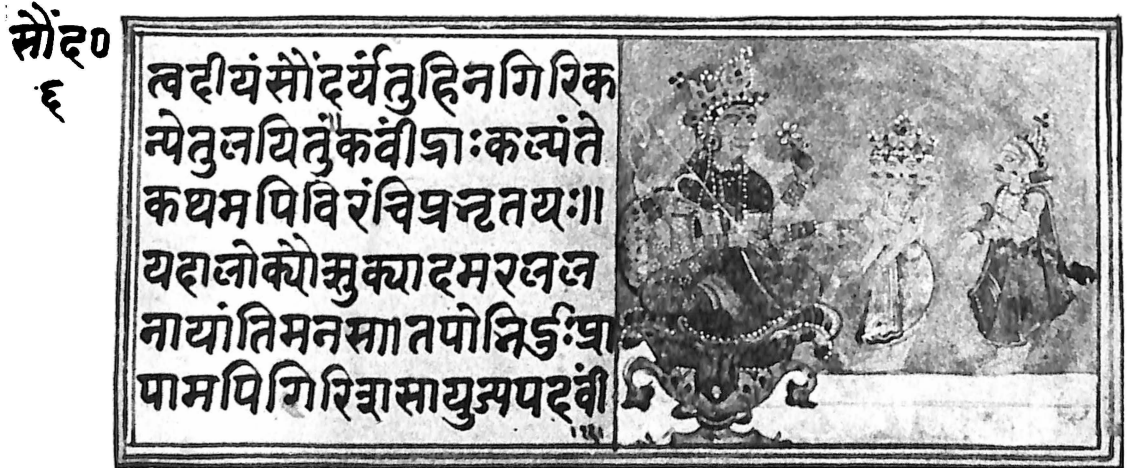 सौंद०
६
त्वदीयंसौंदर्यंतुहिनगिरिक
न्येतुलयितुंकवींद्राःकल्पंते
कथमपिविरंचिप्रभृतयः॥
यदालोक्यौत्सुक्यादमरलल
नायांतिमनसा।तपोभिर्दुःप्रा
पामपिगिरिशसायुज्यपदवीं